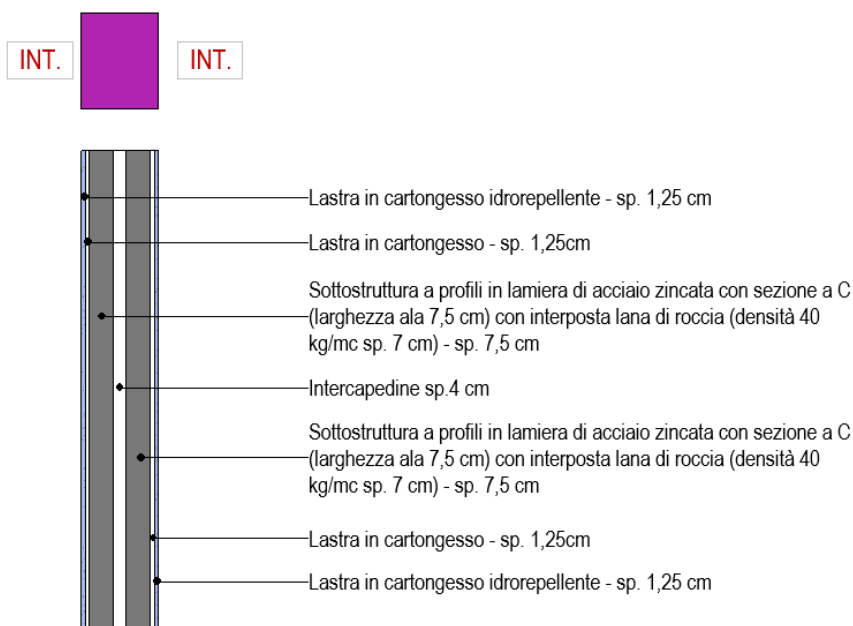 INT.
INT.
Lastra in cartongesso idrorepellente - sp. 1,25 cm
Lastra in cartongesso - sp. 1,25cm
Sottostruttura a profili in lamiera di acciaio zincata con sezione a C
(larghezza ala 7,5 cm) con interposta lana di roccia (densità 40
kg/mc sp. 7 cm) - sp. 7,5 cm
Intercapedine sp.4 cm
Sottostruttura a profili in lamiera di acciaio zincata con sezione a C
(larghezza ala 7,5 cm) con interposta lana di roccia (densità 40
kg/mc sp. 7 cm) - sp. 7,5 cm
Lastra in cartongesso - sp. 1,25cm
Lastra in cartongesso idrorepellente - sp. 1,25 cm